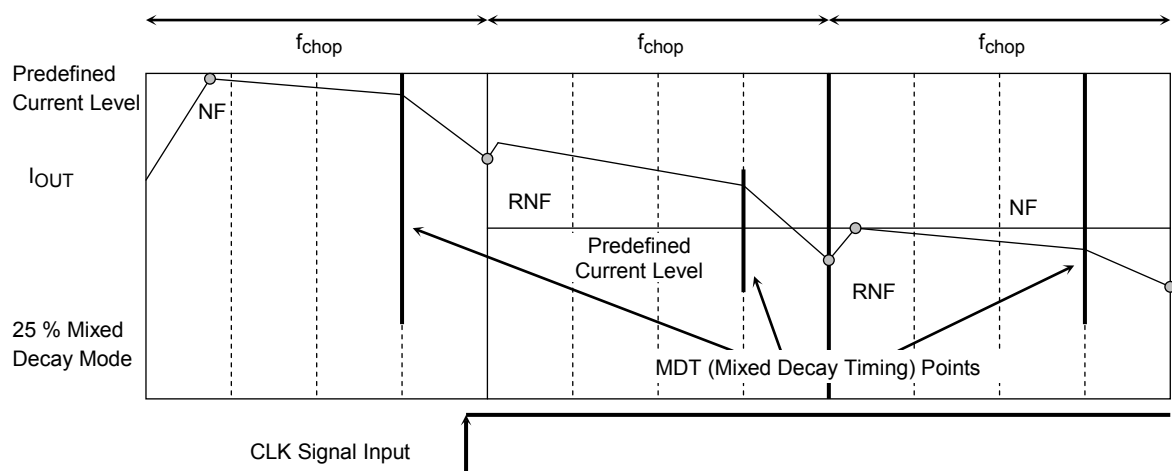 fchop
fchop
fchop
Predefined
Current Level
NF
IOUT
RNF
NF
Predefined
Current Level
RNF
25 % Mixed
Decay Mode
MDT (Mixed Decay Timing) Points
CLK Signal Input